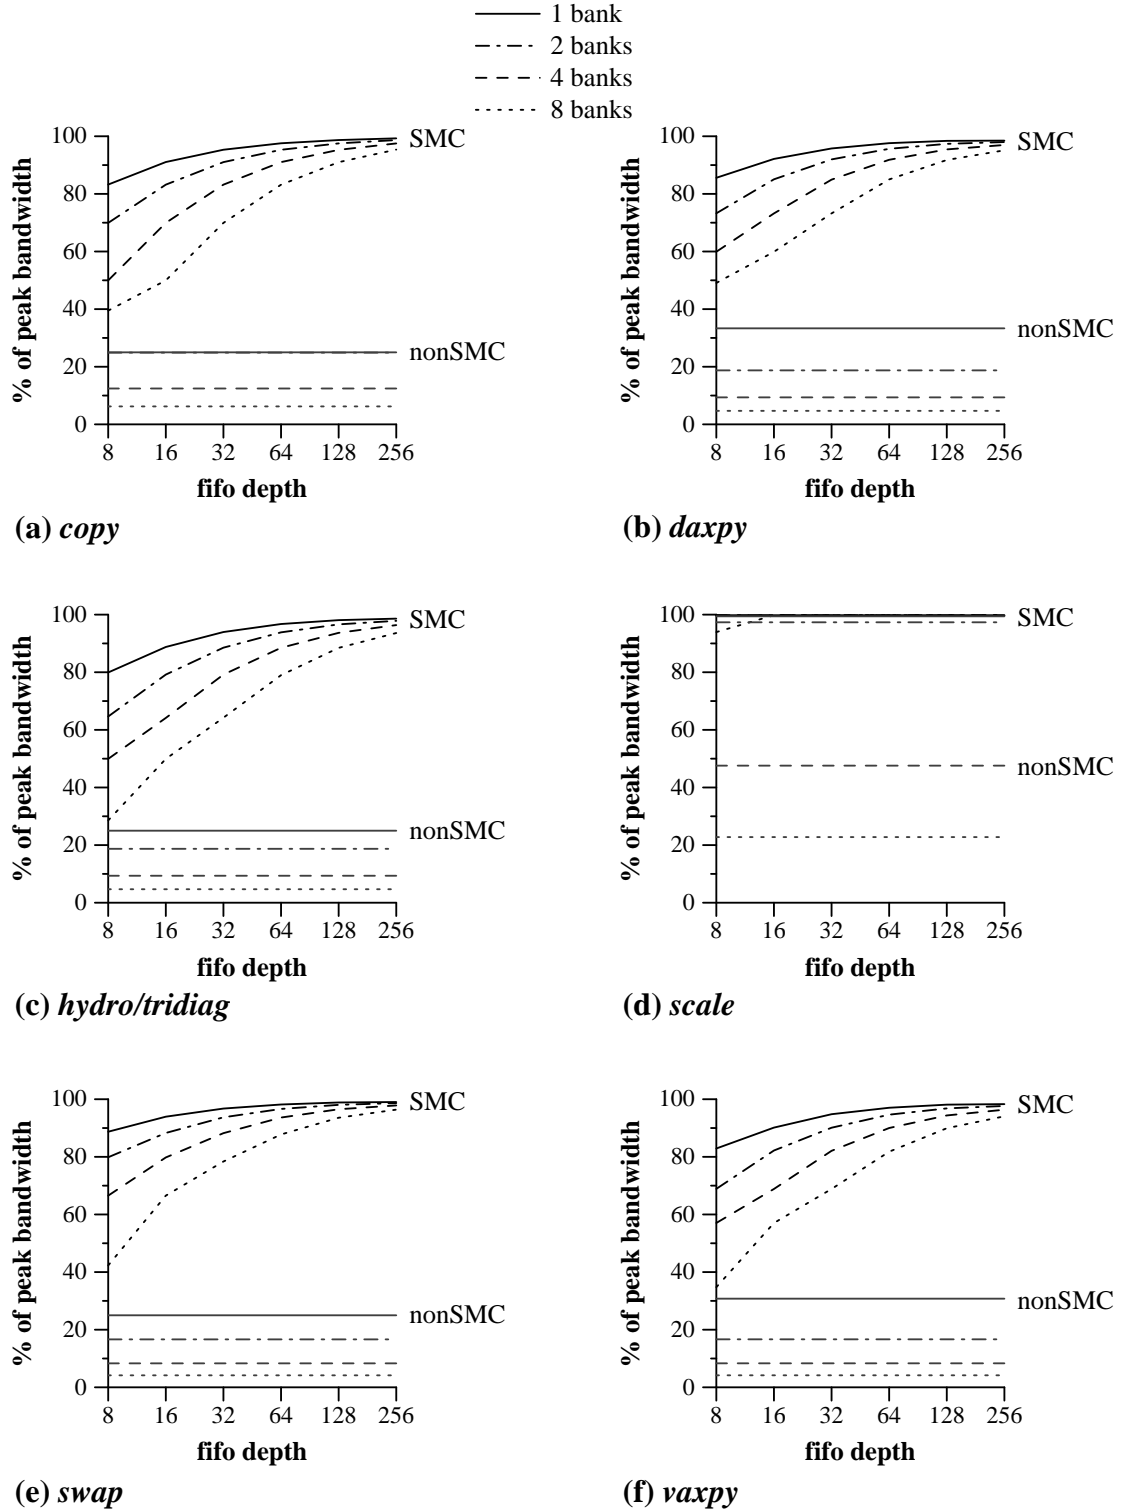 1 bank
2 banks
4 banks
8 banks
% of peak bandwidth
100
80
60
40
20
0
SMC
nonSMC
8 16 32 64 128 256
fifo depth
(a) copy
% of peak bandwidth
100
80
60
40
20
0
SMC
nonSMC
8 16 32 64 128 256
fifo depth
(b) daxpy
% of peak bandwidth
100
80
60
40
20
0
SMC
nonSMC
8 16 32 64 128 256
fifo depth
(c) hydro/tridiag
% of peak bandwidth
100
80
60
40
20
0
SMC
nonSMC
8 16 32 64 128 256
fifo depth
(d) scale
% of peak bandwidth
100
80
60
40
20
0
SMC
nonSMC
8 16 32 64 128 256
fifo depth
(e) swap
% of peak bandwidth
100
80
60
40
20
0
SMC
nonSMC
8 16 32 64 128 256
fifo depth
(f) vaxpy